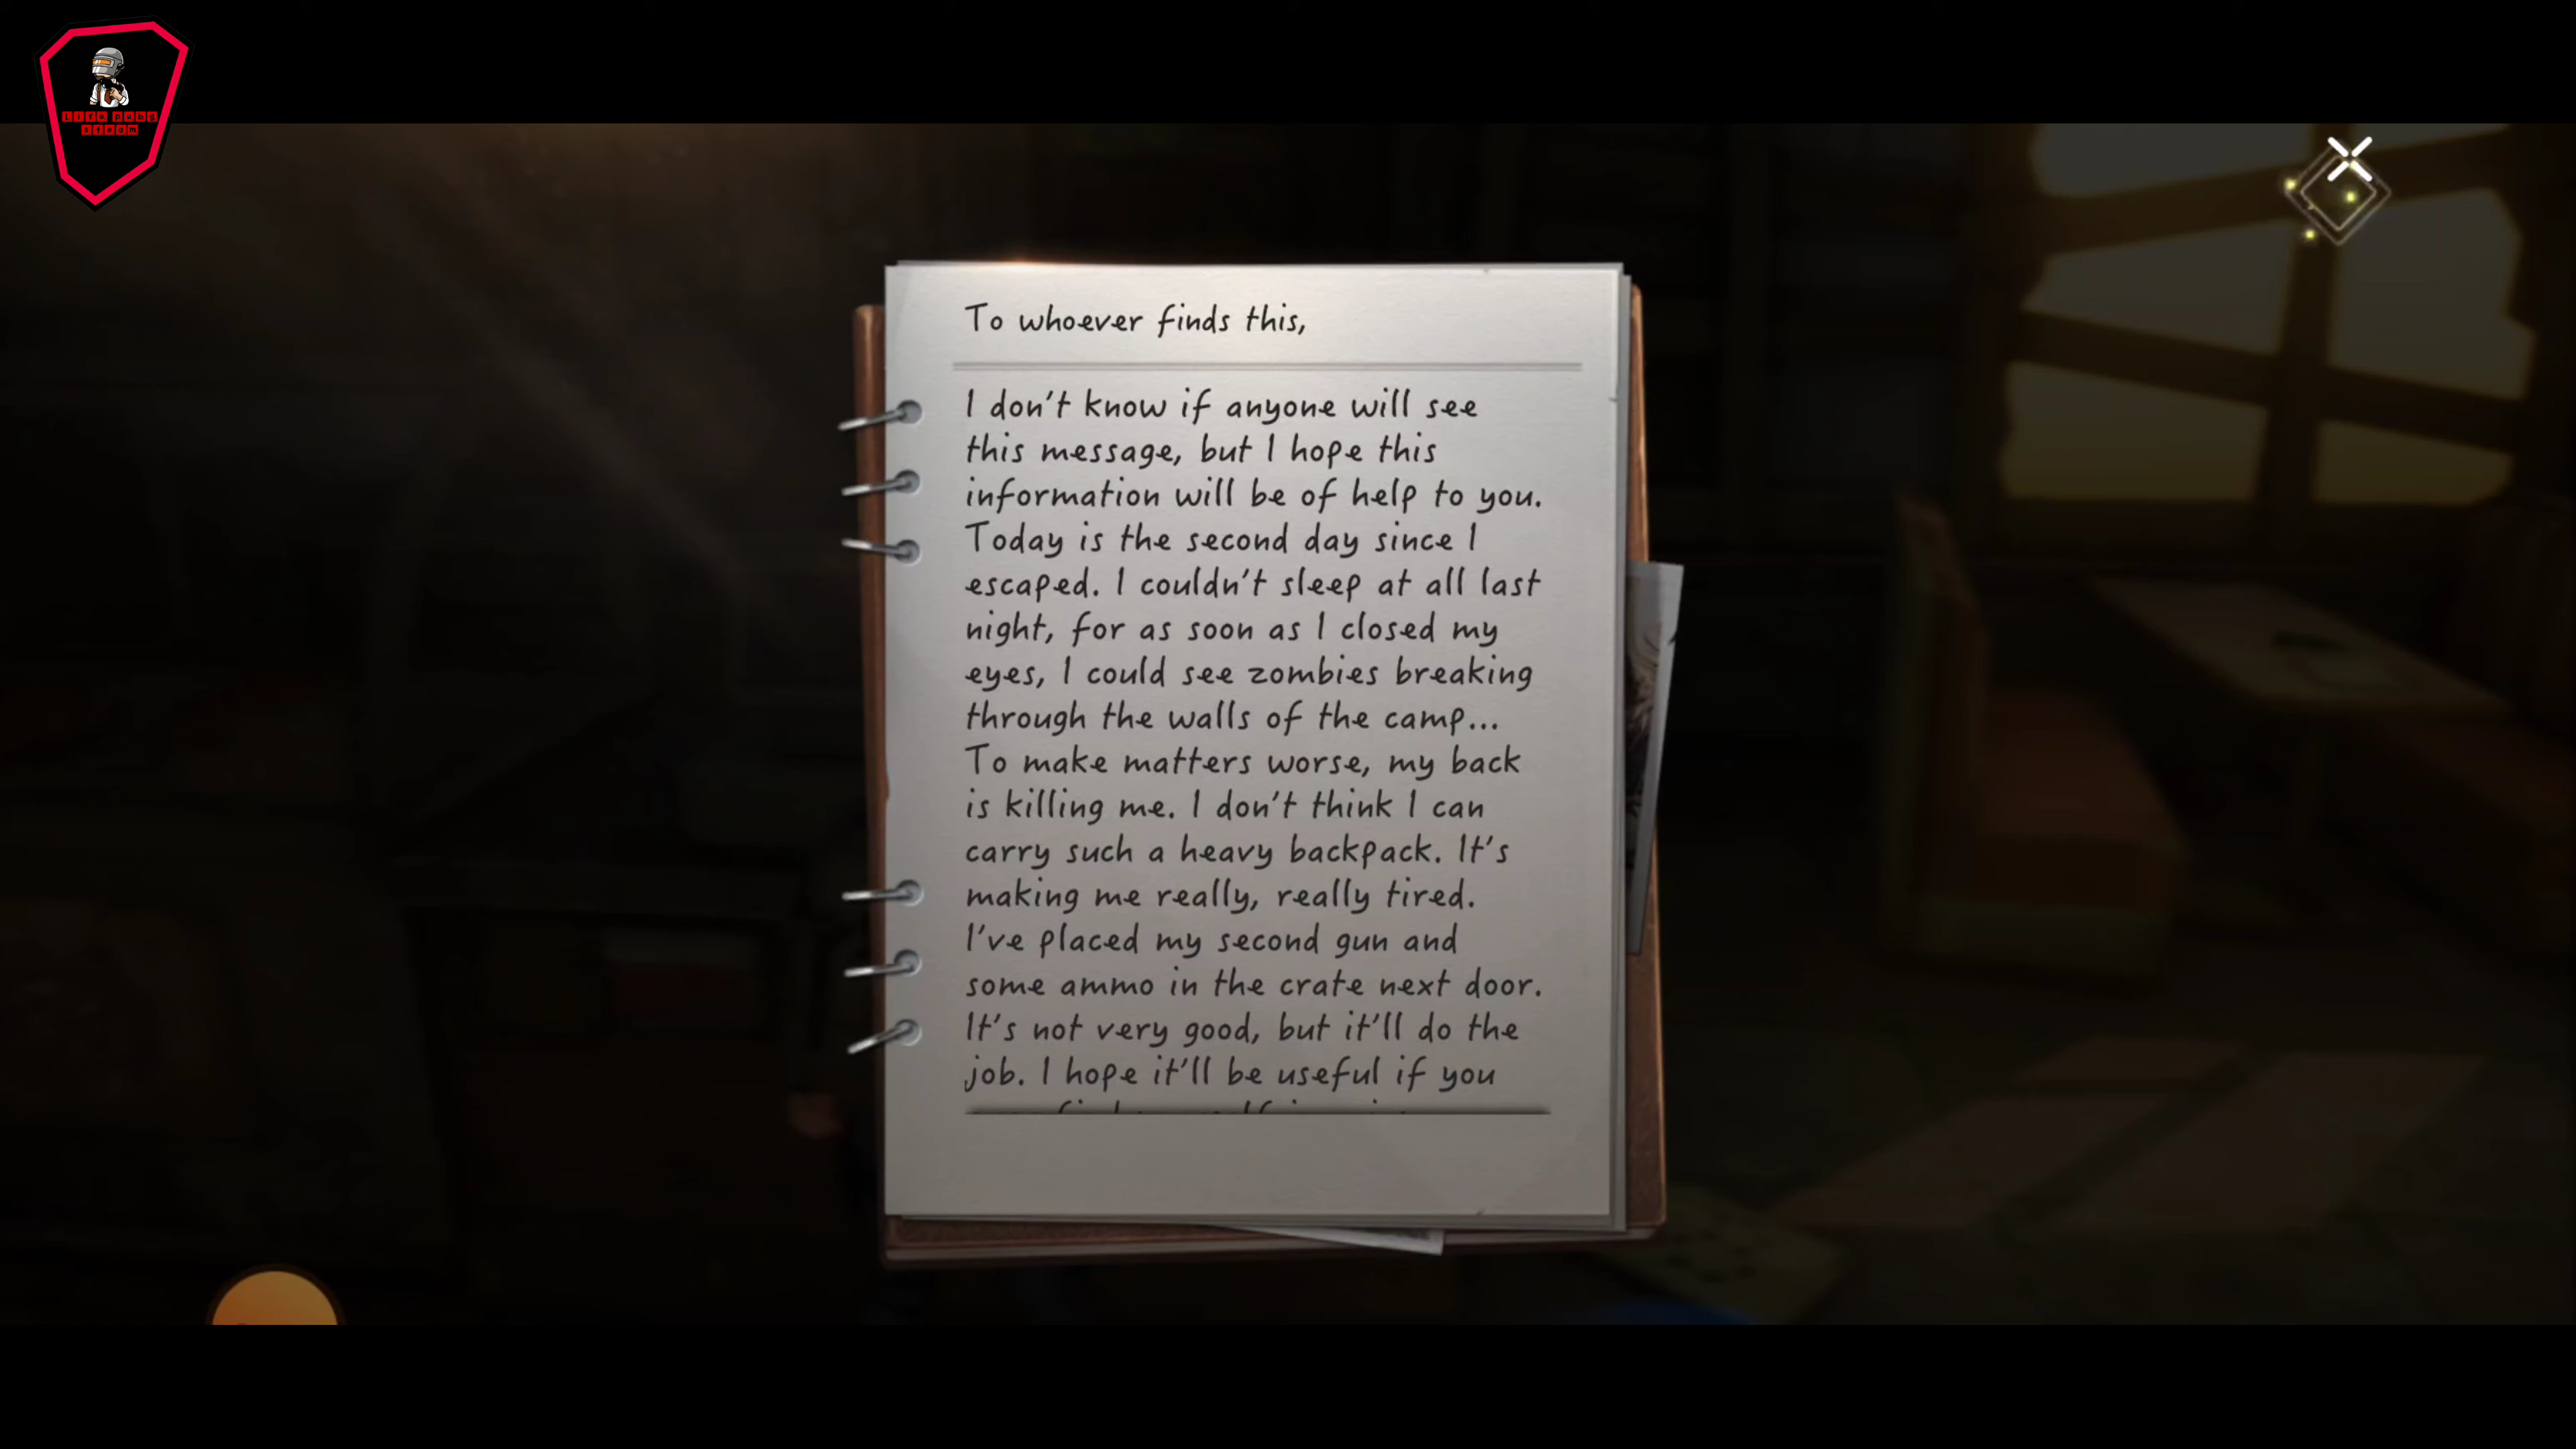 Life pubg
steam
To whoever finds this,
I don't know if anyone will see
this message, but I hope this
information will be of help to you.
Today is the second day since I
escaped. I couldn't sleep at all last
night, for as soon as I closed my
eyes, I could see zombies breaking
through the walls of the camp...
To make matters worse, my back
is killing me. I don't think I can
carry such a heavy backpack. It's
making me really, really tired.
I've placed my second gun and
some ammo in the crate next door.
It's not very good, but it'll do the
job. I hope it'll be useful if you